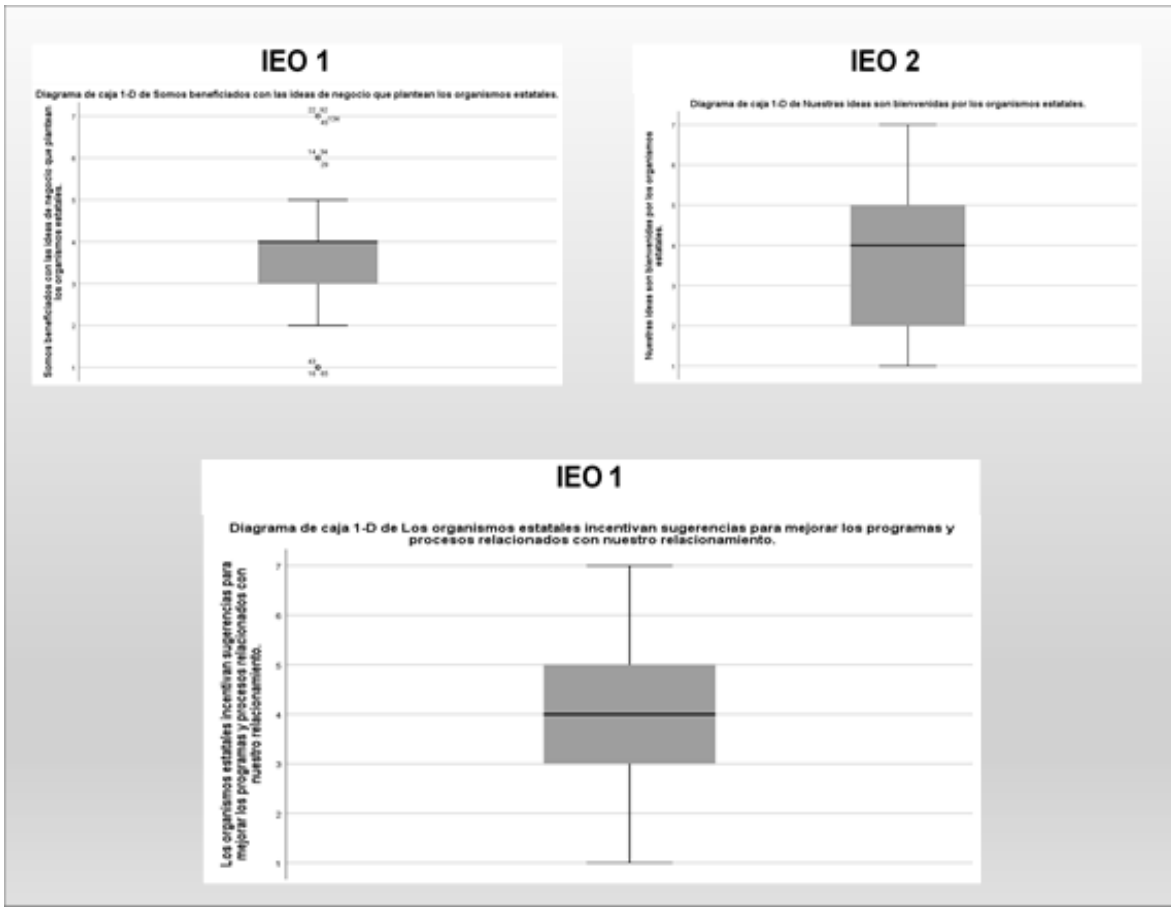 IEO 1
Diagrama de caja 1-D de Somos beneficiados con las ideas de negocio que plantean los organismos estatales.
Somos beneficiados con las ideas de negocio que plantean
los organismos estatales.
7
6
5
4
3
2
1
IEO 2
Diagrama de caja 1-D de Nuestras ideas son bienvenidas por los organismos estatales.
Nuestras ideas son bienvenidas por los organismos
estatales.
7
6
5
4
3
2
1
IEO 1
Diagrama de caja 1-D de Los organismos estatales incentivan sugerencias para mejorar los programas y
procesos relacionados con nuestro relacionamiento.
Los organismos estatales incentivan sugerencias para
mejorar los programas y procesos relacionados con
nuestro relacionamiento.
7
6
5
4
3
2
1